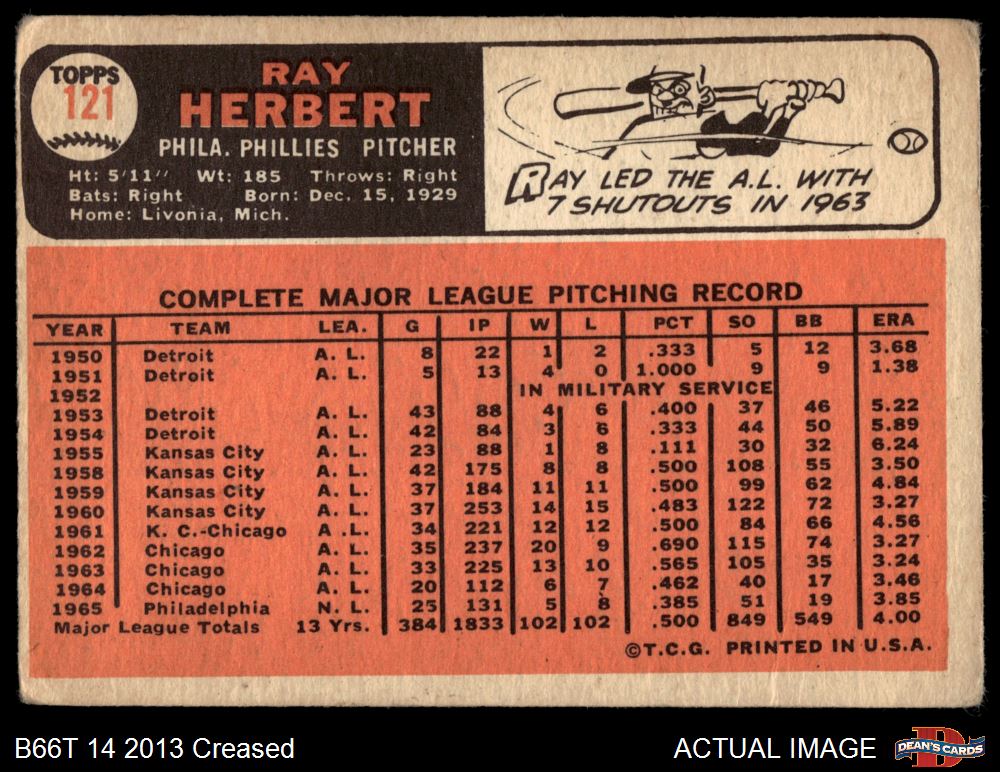 TOPPS
121
RAY
HERBERT
PHILA. PHILLIES PITCHER
Ht: 5'11" Wt: 185 Throws: Right
Bats: Right Born: Dec. 15, 1929
Home: Livonia, Mich.
RAY LED THE A.L. WITH
7 SHUTOUTS IN 1963
COMPLETE MAJOR LEAGUE PITCHING RECORD
YEAR TEAM LEA. G IP W L PCT SO BB ERA
1950 Detroit A. L. 8 22 1 2 .333 5 12 3.68
1951 Detroit A. L. 5 13 4 0 1.000 9 9 1.38
1952 IN MILITARY SERVICE
1953 Detroit A. L. 43 88 4 6 .400 37 46 5.22
1954 Detroit A. L. 42 84 3 6 .333 44 50 5.89
1955 Kansas City A. L. 23 88 1 8 .111 30 32 6.24
1958 Kansas City A. L. 42 175 8 8 .500 108 55 3.50
1959 Kansas City A. L. 37 184 11 11 .500 99 62 4.84
1960 Kansas City A. L. 37 253 14 15 .483 122 72 3.27
1961 K. C.-Chicago A .L. 34 221 12 12 .500 84 66 4.56
1962 Chicago A. L. 35 237 20 9 .690 115 74 3.27
1963 Chicago A. L. 33 225 13 10 .565 105 35 3.24
1964 Chicago A. L. 20 112 6 7 .462 40 17 3.46
1965 Philadelphia N. L. 25 131 5 8 .385 51 19 3.85
Major League Totals 13 Yrs. 384 1833 102 102 .500 849 549 4.00
©T.C.G. PRINTED IN U.S.A.
B66T 14 2013 Creased
ACTUAL IMAGE
DEAN'S CARDS